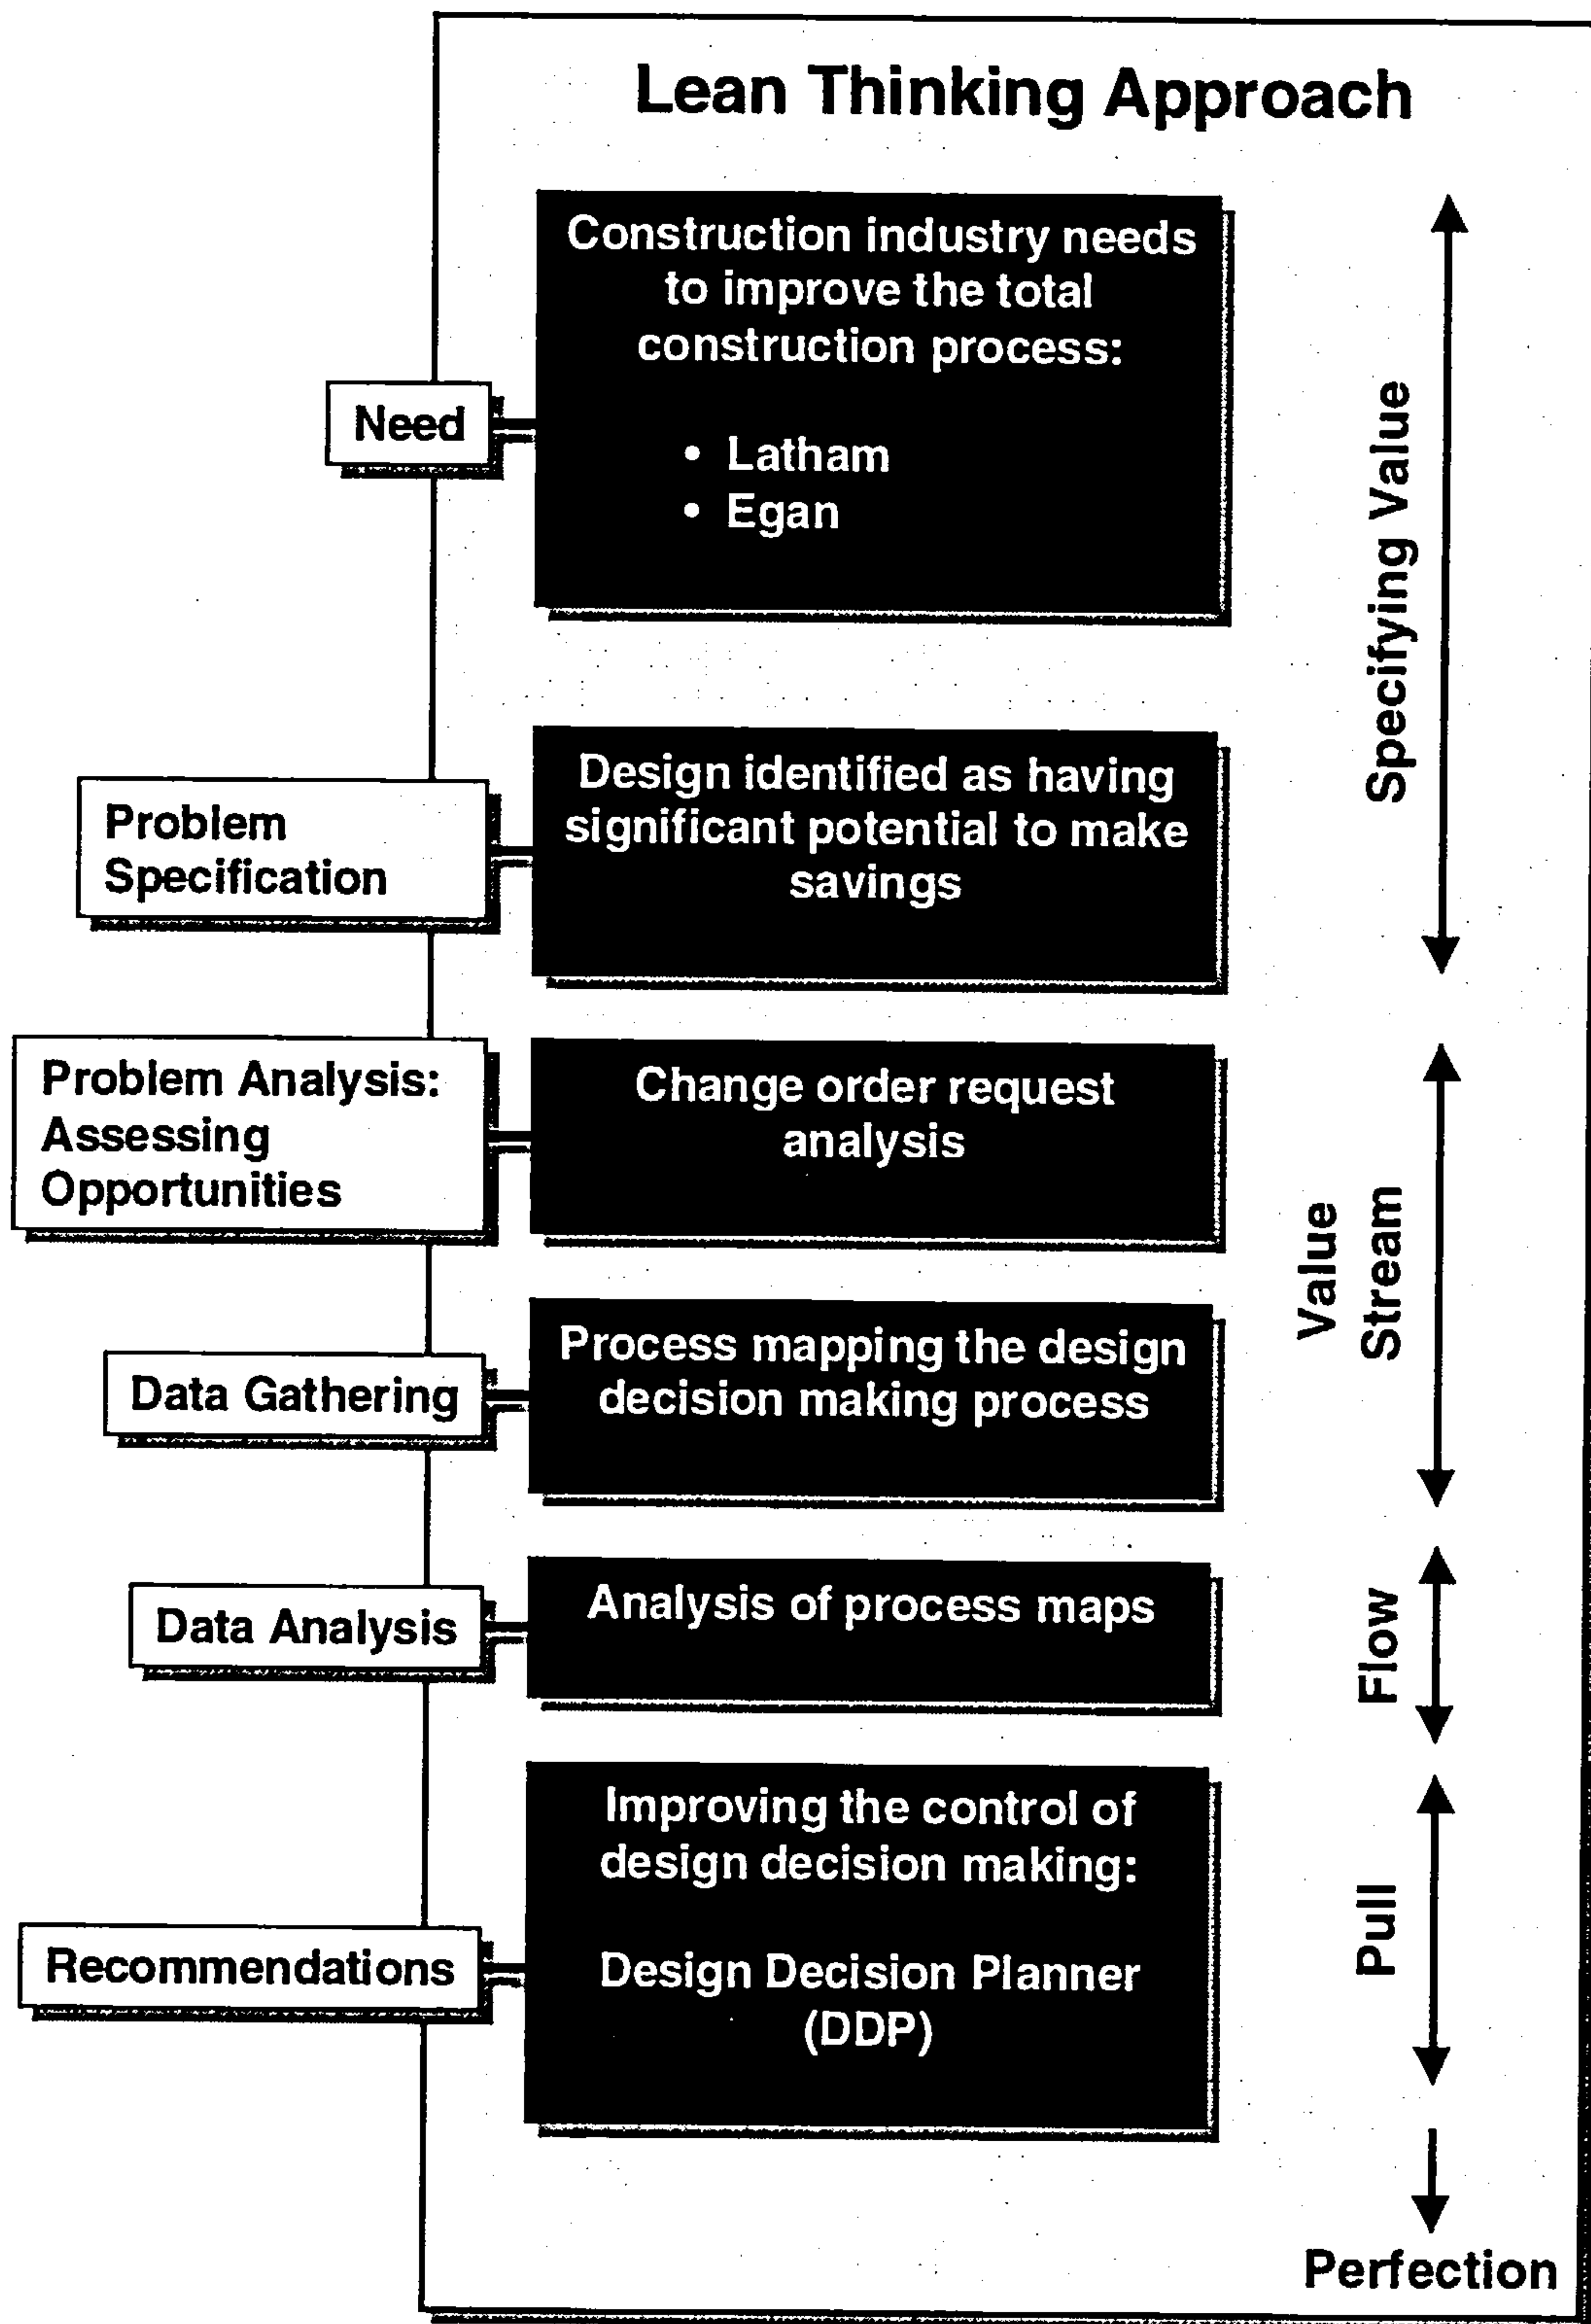 Lean Thinking Approach
Need
Construction industry needs
to improve the total
construction process:
• Latham
• Egan
Specifying Value
Problem
Specification
Design identified as having
significant potential to make
savings
Problem Analysis:
Assessing
Opportunities
Change order request
analysis
Value
Stream
Data Gathering
Process mapping the design
decision making process
Data Analysis
Analysis of process maps
Flow
Recommendations
Improving the control of
design decision making:
Design Decision Planner
(DDP)
Pull
Perfection